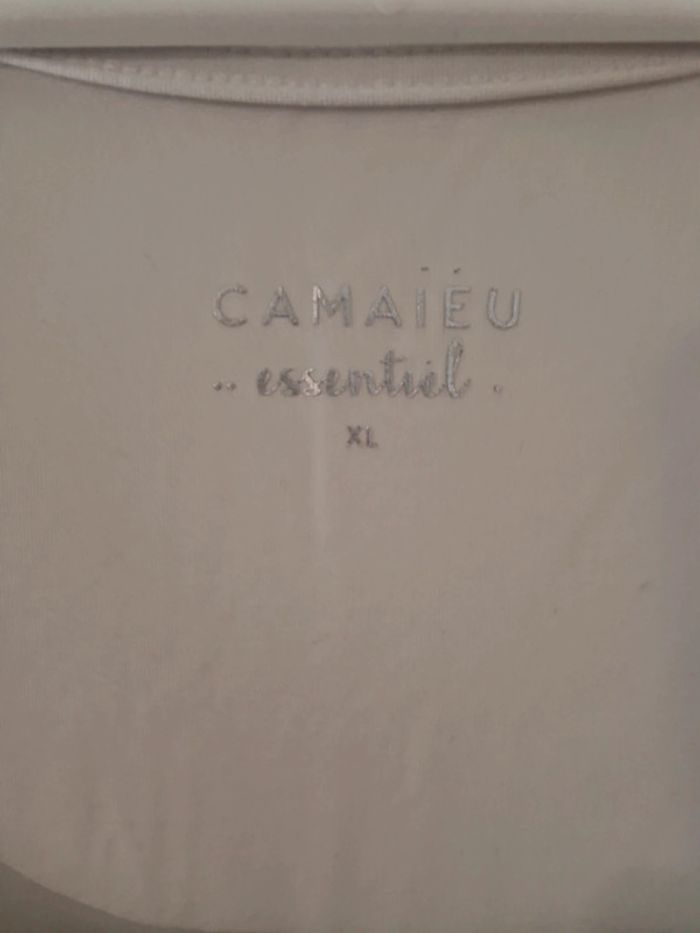 CAMAÏEU
·· essentiel ·
XL